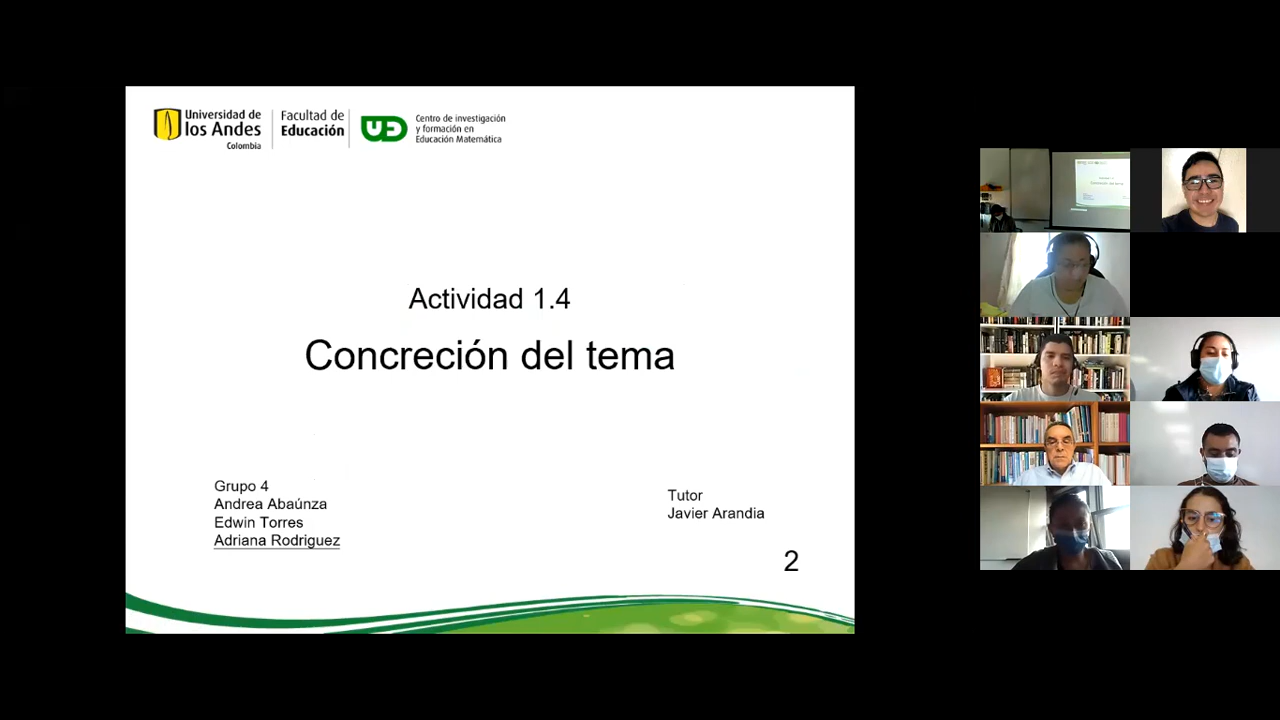 Universidad de
los Andes
Colombia
Facultad de
Educación
Centro de investigación
y formación en
Educación Matemática
Actividad 1.4
Concreción del tema
Grupo 4
Andrea Abaúnza
Edwin Torres
Adriana Rodriguez
Tutor
Javier Arandia
2